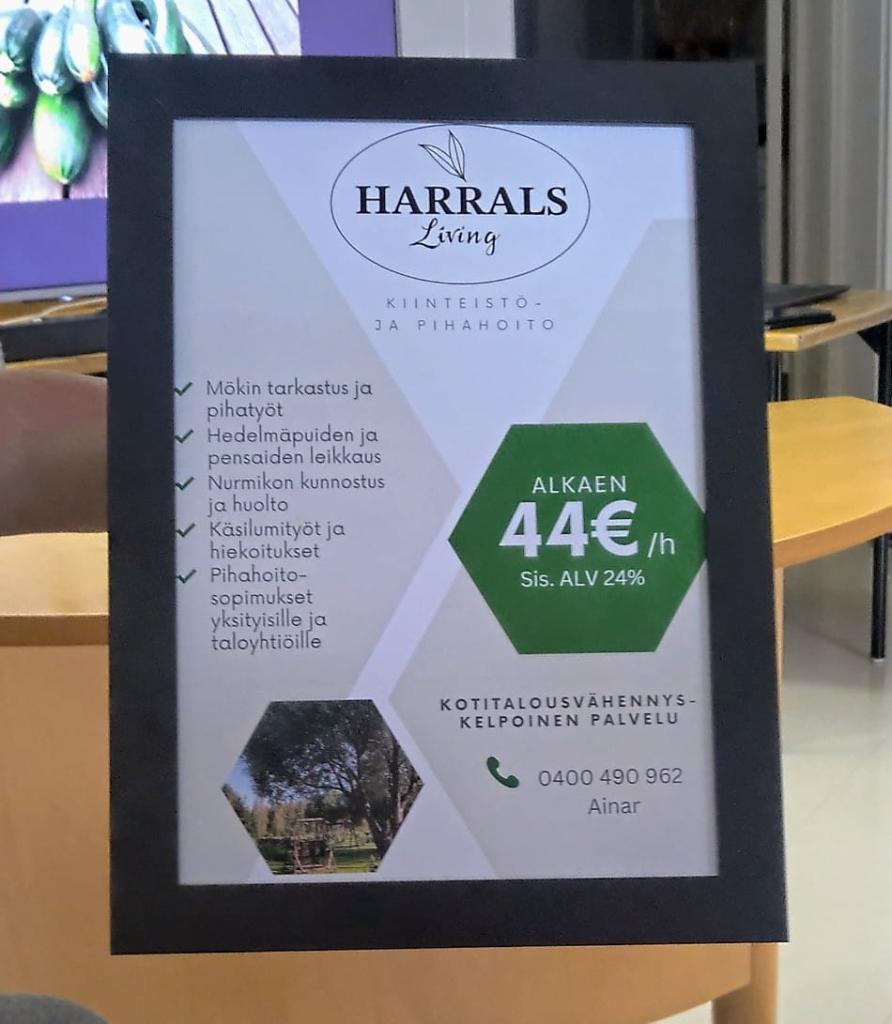 HARRALS
Living
KIINTEISTÖ-
JA PIHAHOITO
Mökin tarkastus ja
pihatyöt
Hedelmäpuiden ja
pensaiden leikkaus
Nurmikon kunnostus
ja huolto
Käsilumityöt ja
hiekoitukset
Pihahoito-
sopimukset
yksityisille ja
taloyhtiöille
ALKAEN
44€/h
Sis. ALV 24%
KOTITALOUSVÄHENNYS-
KELPOINEN PALVELU
0400 490 962
Ainar